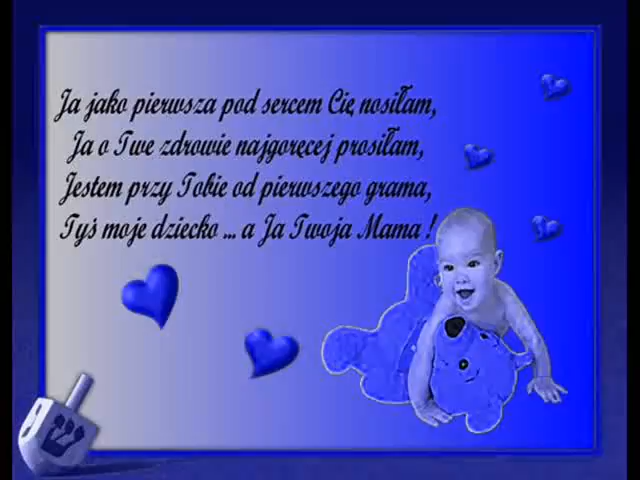 Ja jako pierwsza pod sercem Cię nosiłam,
Ja o Twe zdrowie najgoręcej prosiłam,
Jestem przy Tobie od pierwszego grama,
Tyś moje dziecko ... a Ja Twoja Mama !
ש